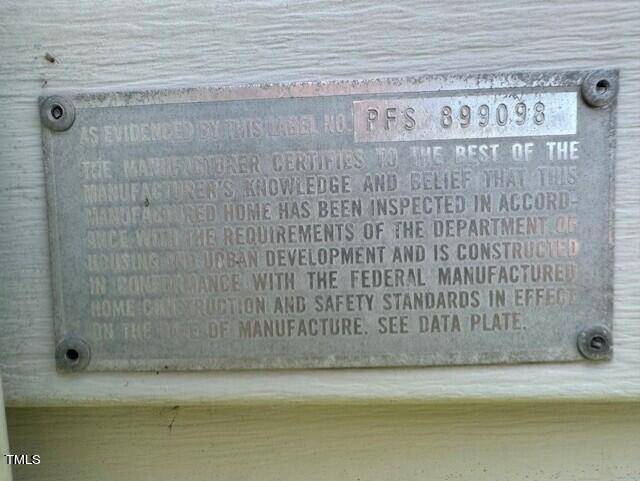 AS EVIDENCED BY THIS LABEL NO. PFS 899098
THE MANUFACTURER CERTIFIES TO THE BEST OF THE
MANUFACTURER'S KNOWLEDGE AND BELIEF THAT THIS
MANUFACTURED HOME HAS BEEN INSPECTED IN ACCORD-
ANCE WITH THE REQUIREMENTS OF THE DEPARTMENT OF
HOUSING AND URBAN DEVELOPMENT AND IS CONSTRUCTED
IN CONFORMANCE WITH THE FEDERAL MANUFACTURED
HOME CONSTRUCTION AND SAFETY STANDARDS IN EFFECT
ON THE DATE OF MANUFACTURE. SEE DATA PLATE.
TMLS